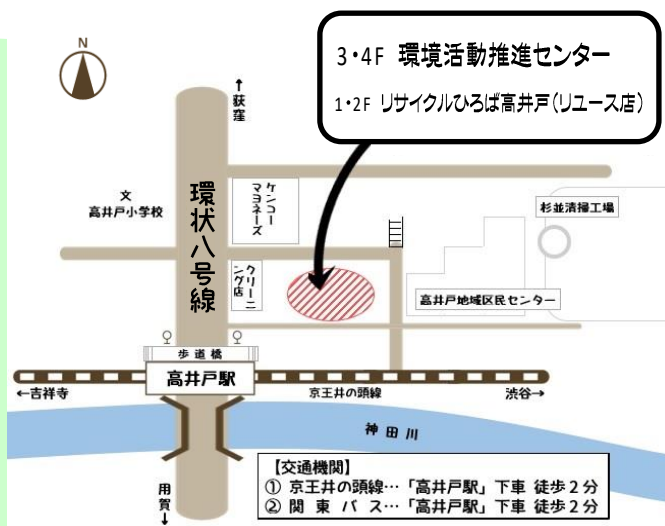 3・4F 環境活動推進センター
1・2F リサイクルひろば高井戸(リユース店)
N
↑荻窪
環状八号線
文
高井戸小学校
ケンコーマヨネーズ
クリーニング店
杉並清掃工場
高井戸地域区民センター
歩道橋
高井戸駅
←吉祥寺
京王井の頭線
渋谷→
神田川
用賀↓
【交通機関】
① 京王井の頭線…「高井戸駅」下車 徒歩2分
② 関東バス…「高井戸駅」下車 徒歩2分